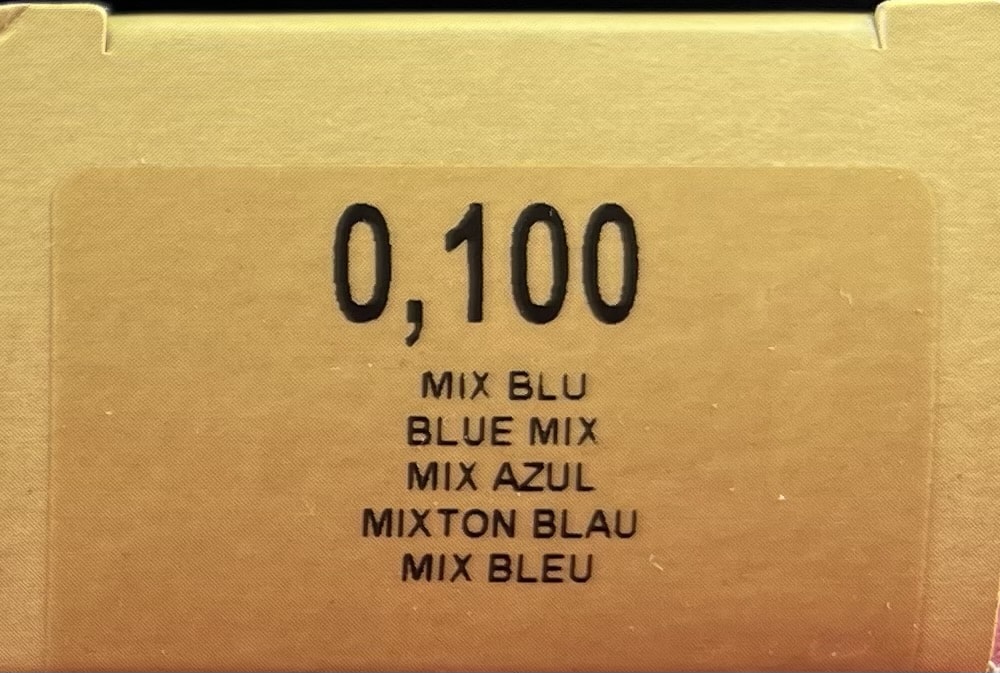 0,100
MIX BLU
BLUE MIX
MIX AZUL
MIXTON BLAU
MIX BLEU